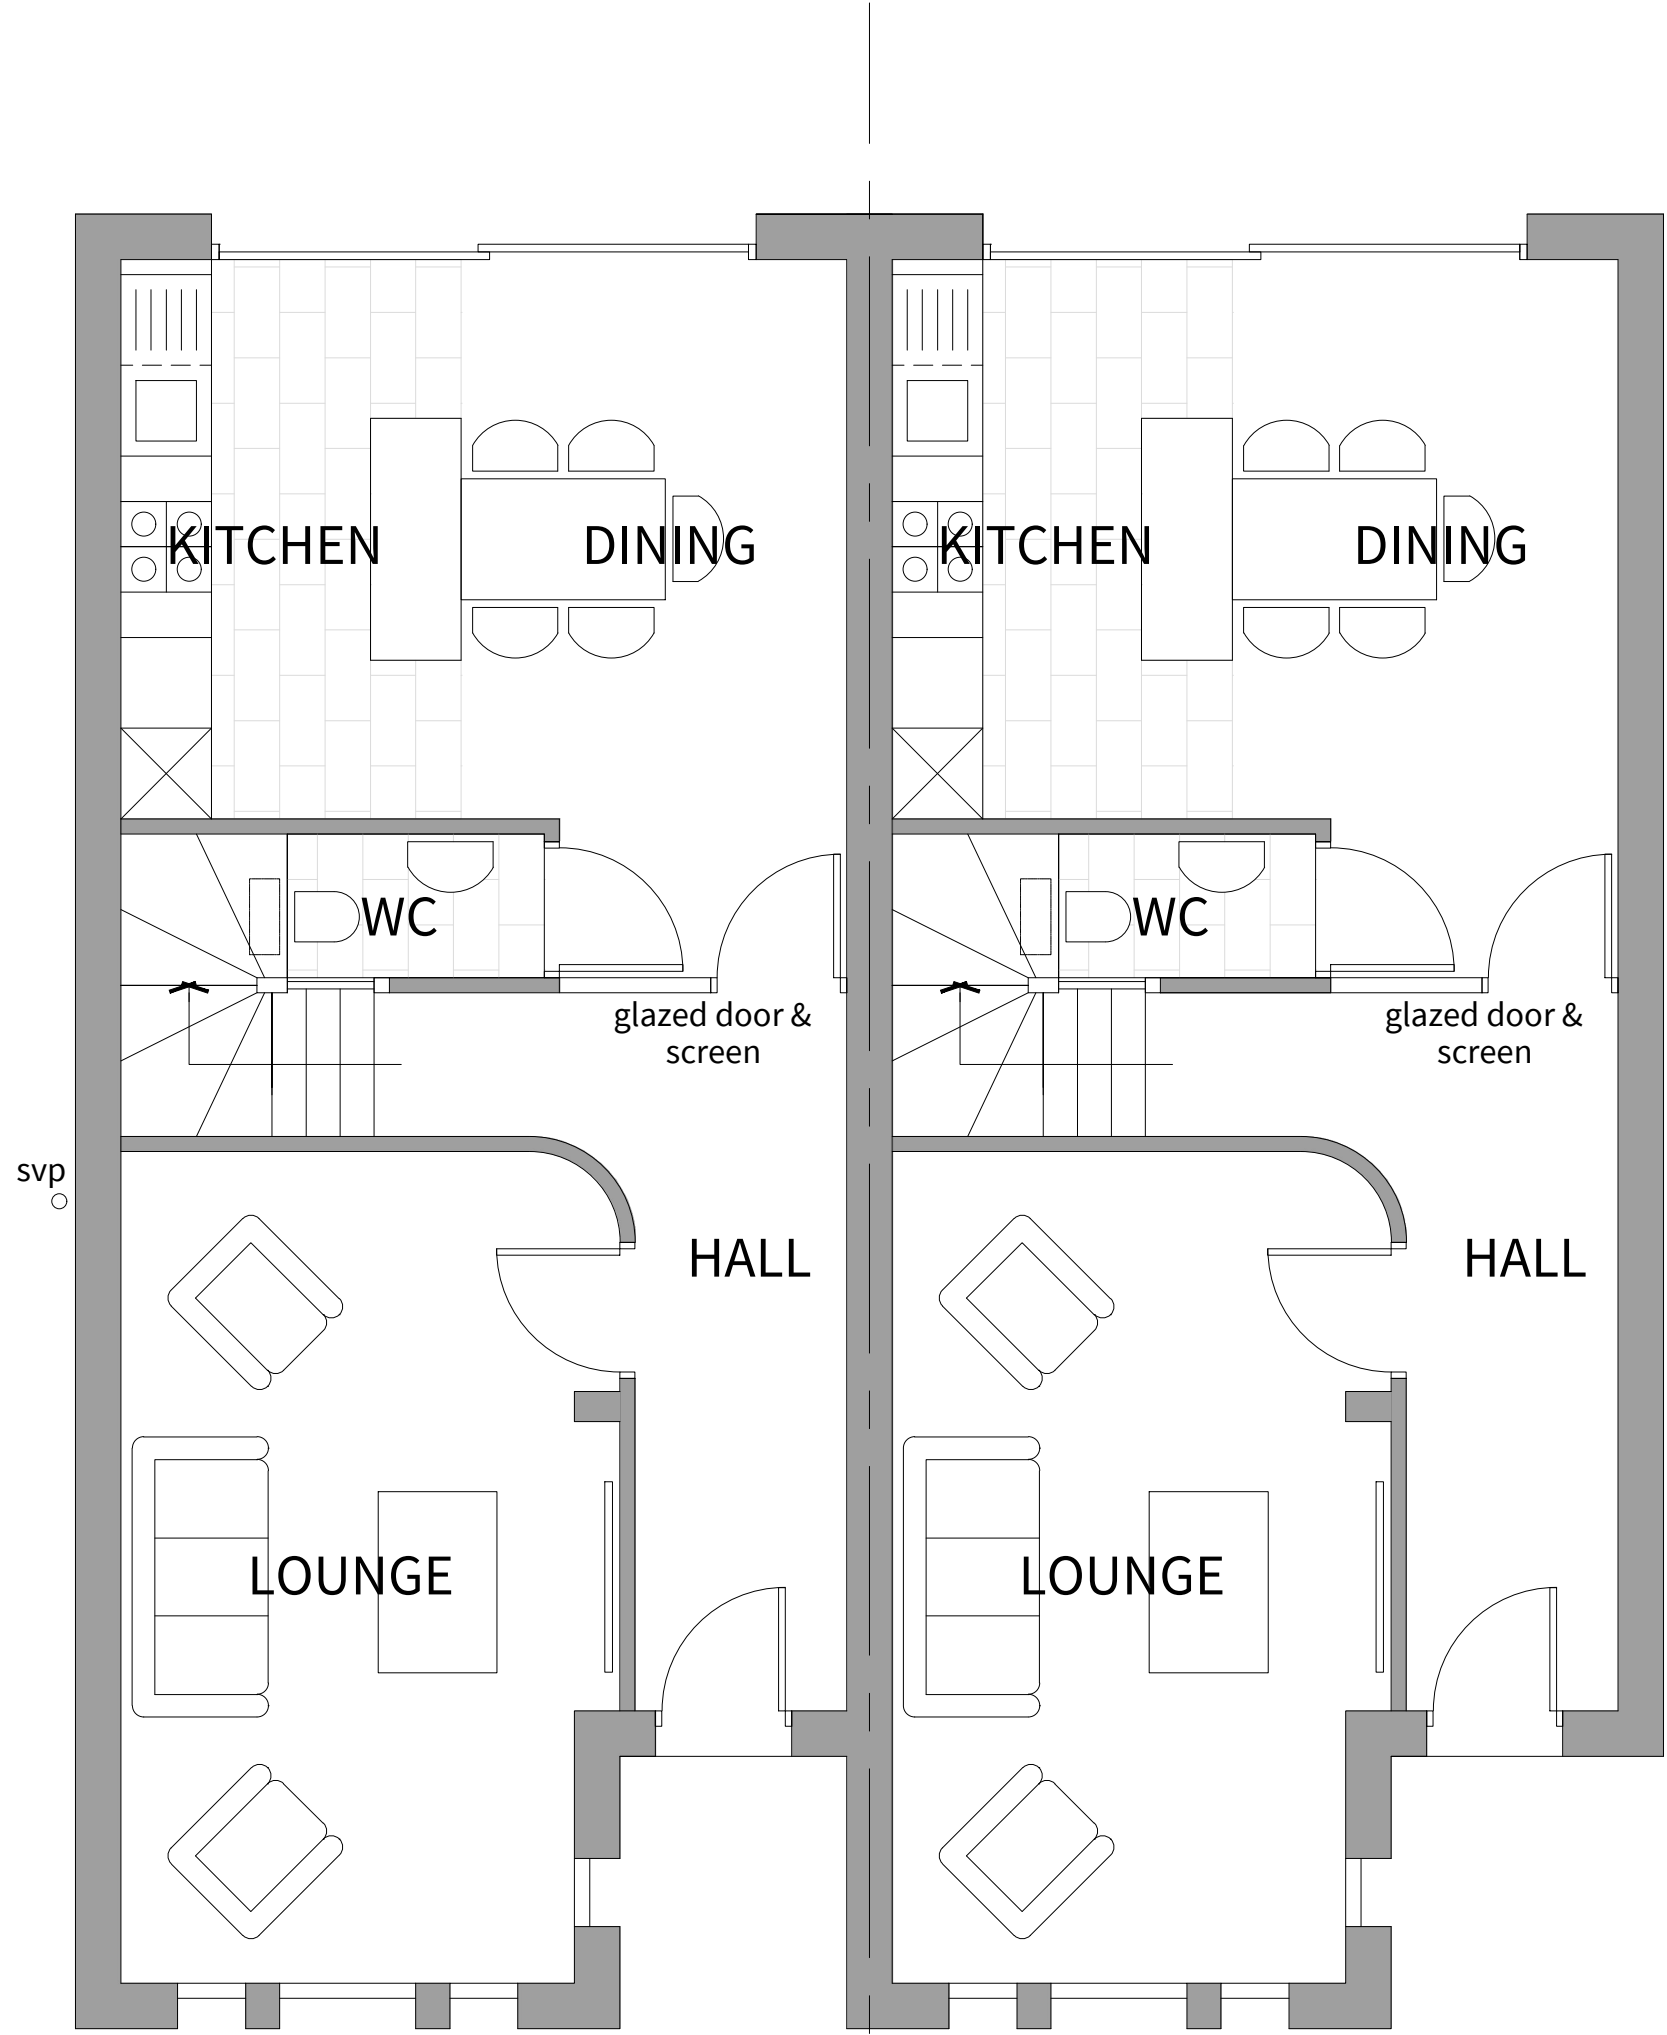 KITCHEN
DINING
KITCHEN
DINING
WC
WC
glazed door &
screen
glazed door &
screen
svp
HALL
HALL
LOUNGE
LOUNGE